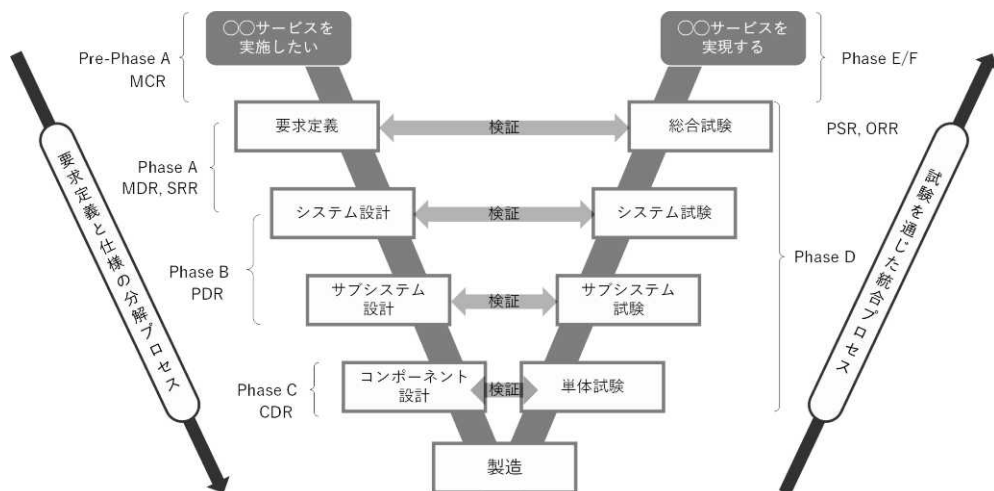 〇〇サービスを
実施したい
〇〇サービスを
実現する
Pre-Phase A
MCR
Phase E/F
要求定義
検証
総合試験
PSR, ORR
Phase A
MDR, SRR
システム設計
検証
システム試験
Phase B
PDR
サブシステム
設計
検証
サブシステム
試験
Phase D
Phase C
CDR
コンポーネント
設計
検証
単体試験
製造
要求定義と仕様の分解プロセス
試験を通じた統合プロセス